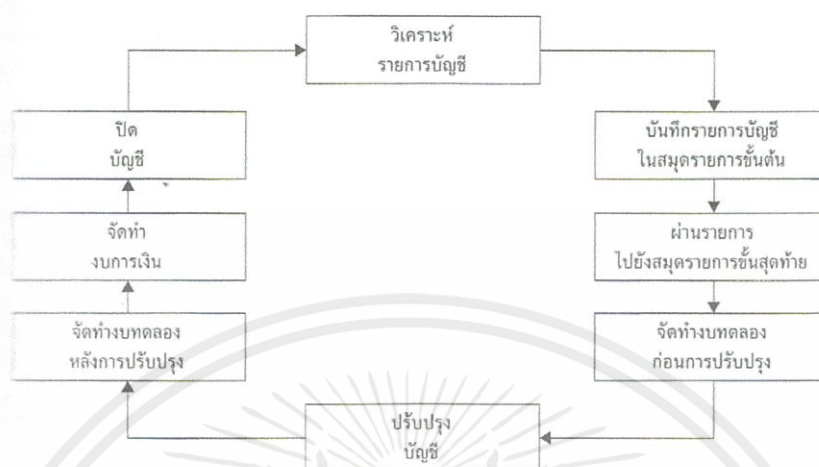 วิเคราะห์
รายการบัญชี
บันทึกรายการบัญชี
ในสมุดรายการขั้นต้น
ผ่านรายการ
ไปยังสมุดรายการขั้นสุดท้าย
จัดทำงบทดลอง
ก่อนการปรับปรุง
ปรับปรุง
บัญชี
จัดทำงบทดลอง
หลังการปรับปรุง
จัดทำ
งบการเงิน
ปิด
บัญชี